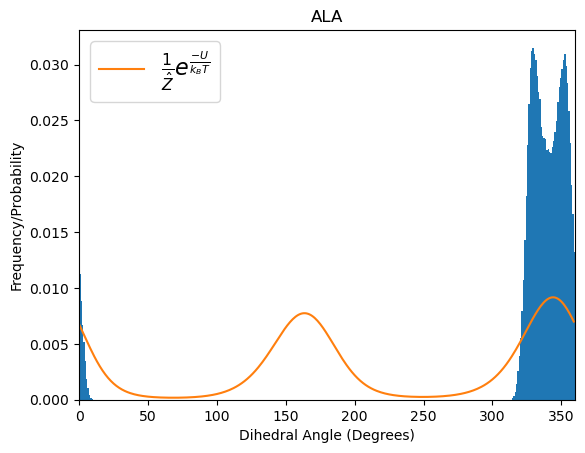 ALA
1/Ẑ e^(-U/k_BT)
Frequency/Probability
0.030
0.025
0.020
0.015
0.010
0.005
0.000
0 50 100 150 200 250 300 350
Dihedral Angle (Degrees)